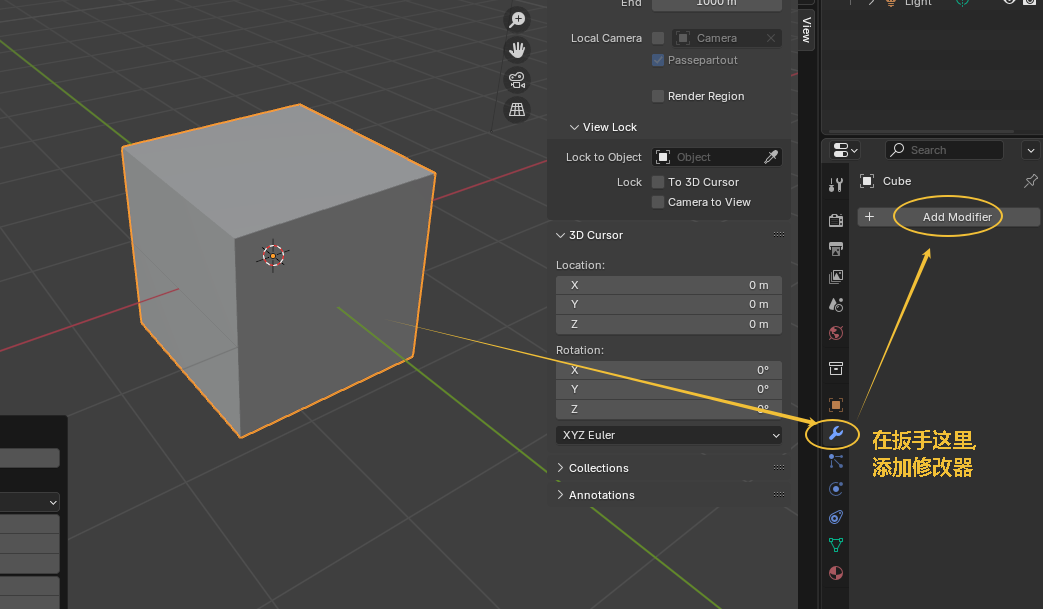 End
1000 m
Local Camera
Camera
Passepartout
Render Region
View Lock
Lock to Object
Object
Lock
To 3D Cursor
Camera to View
3D Cursor
Location:
X 0 m
Y 0 m
Z 0 m
Rotation:
X 0°
Y 0°
Z 0°
XYZ Euler
Collections
Annotations
View
Light
Search
Cube
Add Modifier
在扳手这里,
添加修改器